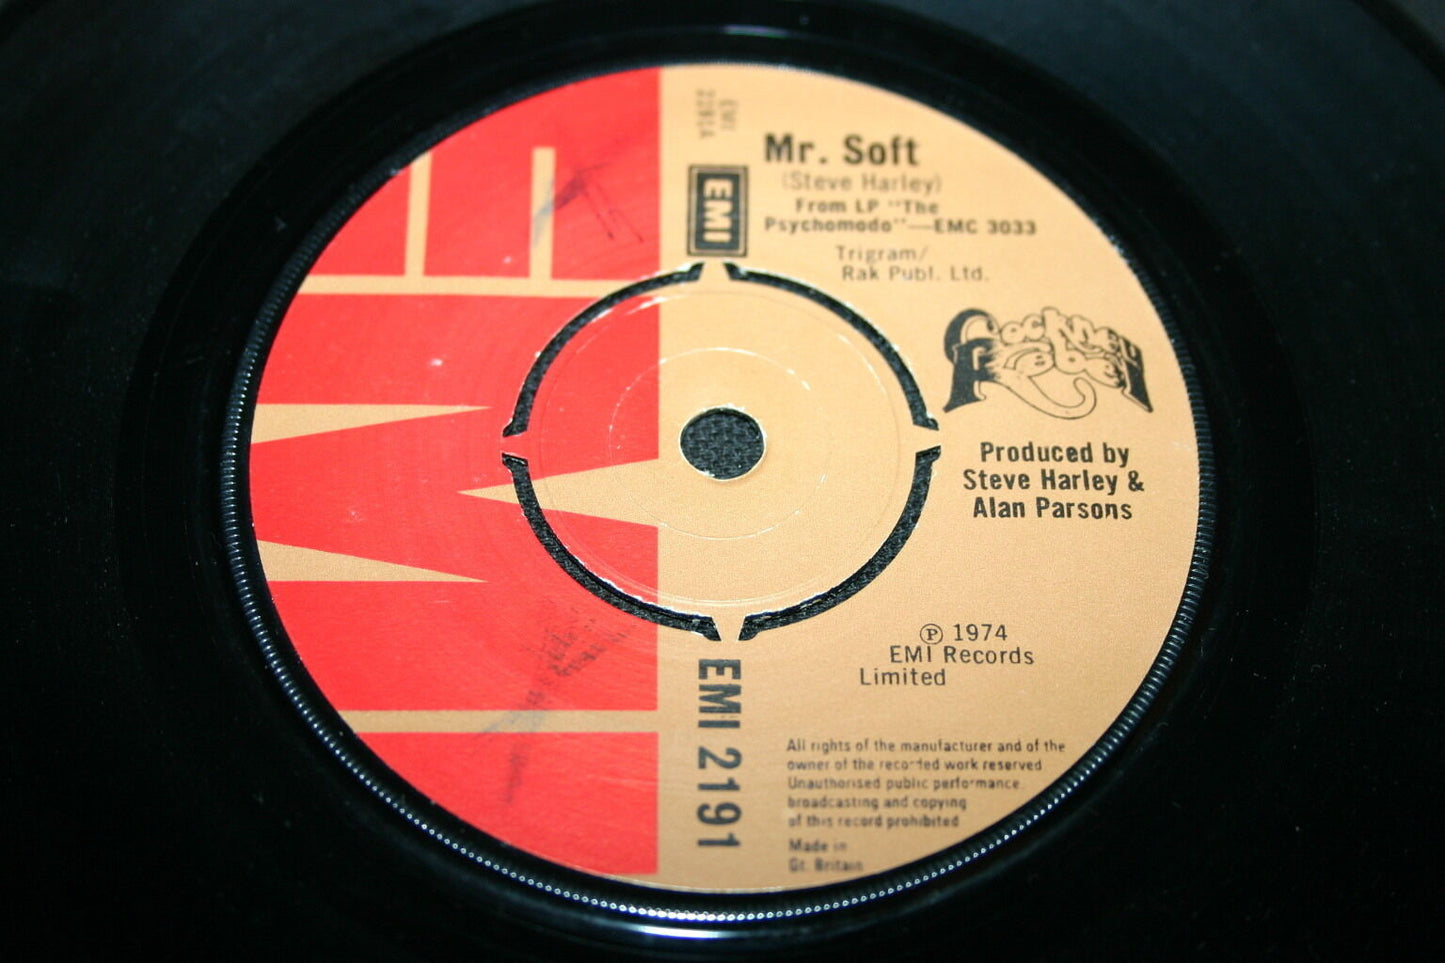 EMI
2191A
EMI
Mr. Soft
(Steve Harley)
From LP "The
Psychomodo"—EMC 3033
Trigram/
Rak Publ. Ltd.
Cockney
Rebel
Produced by
Steve Harley &
Alan Parsons
Ⓟ 1974
EMI Records
Limited
EMI 2191
All rights of the manufacturer and of the
owner of the recorded work reserved
Unauthorised public performance.
broadcasting and copying
of this record prohibited
Made in
Gt. Britain
EMI